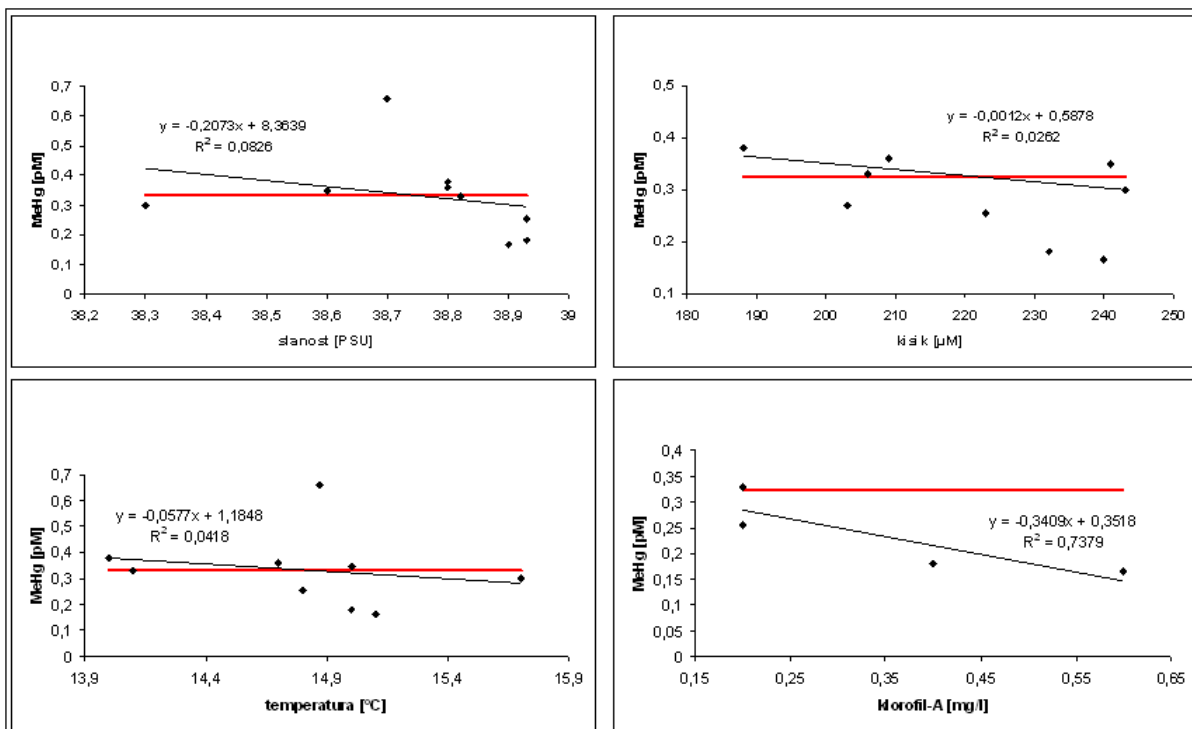 0,7
0,6
0,5
0,4
0,3
0,2
0,1
0
MeHg [pM]
y = -0,2073x + 8,3639
R² = 0,0826
38,2 38,3 38,4 38,5 38,6 38,7 38,8 38,9 39
slanost [PSU]
0,5
0,4
0,3
0,2
0,1
MeHg [pM]
y = -0,0012x + 0,5878
R² = 0,0262
180 190 200 210 220 230 240 250
kisik [µM]
0,7
0,6
0,5
0,4
0,3
0,2
0,1
0
MeHg [pM]
y = -0,0577x + 1,1848
R² = 0,0418
13,9 14,4 14,9 15,4 15,9
temperatura [°C]
0,4
0,35
0,3
0,25
0,2
0,15
0,1
0,05
0
MeHg [pM]
y = -0,3409x + 0,3518
R² = 0,7379
0,15 0,25 0,35 0,45 0,55 0,65
klorofil-A [mg/l]